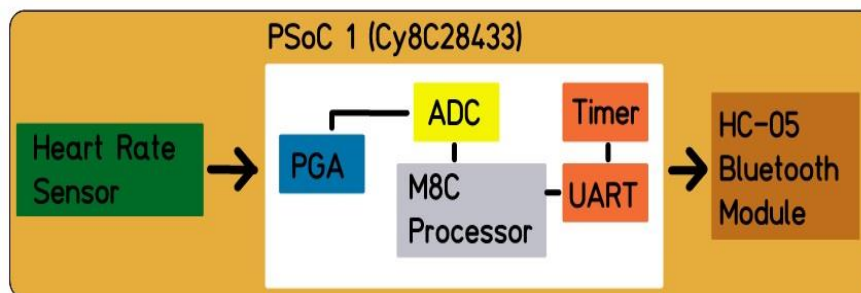 PSoC 1 (Cy8C28433)
Heart Rate
Sensor
PGA
ADC
M8C
Processor
Timer
UART
HC-05
Bluetooth
Module